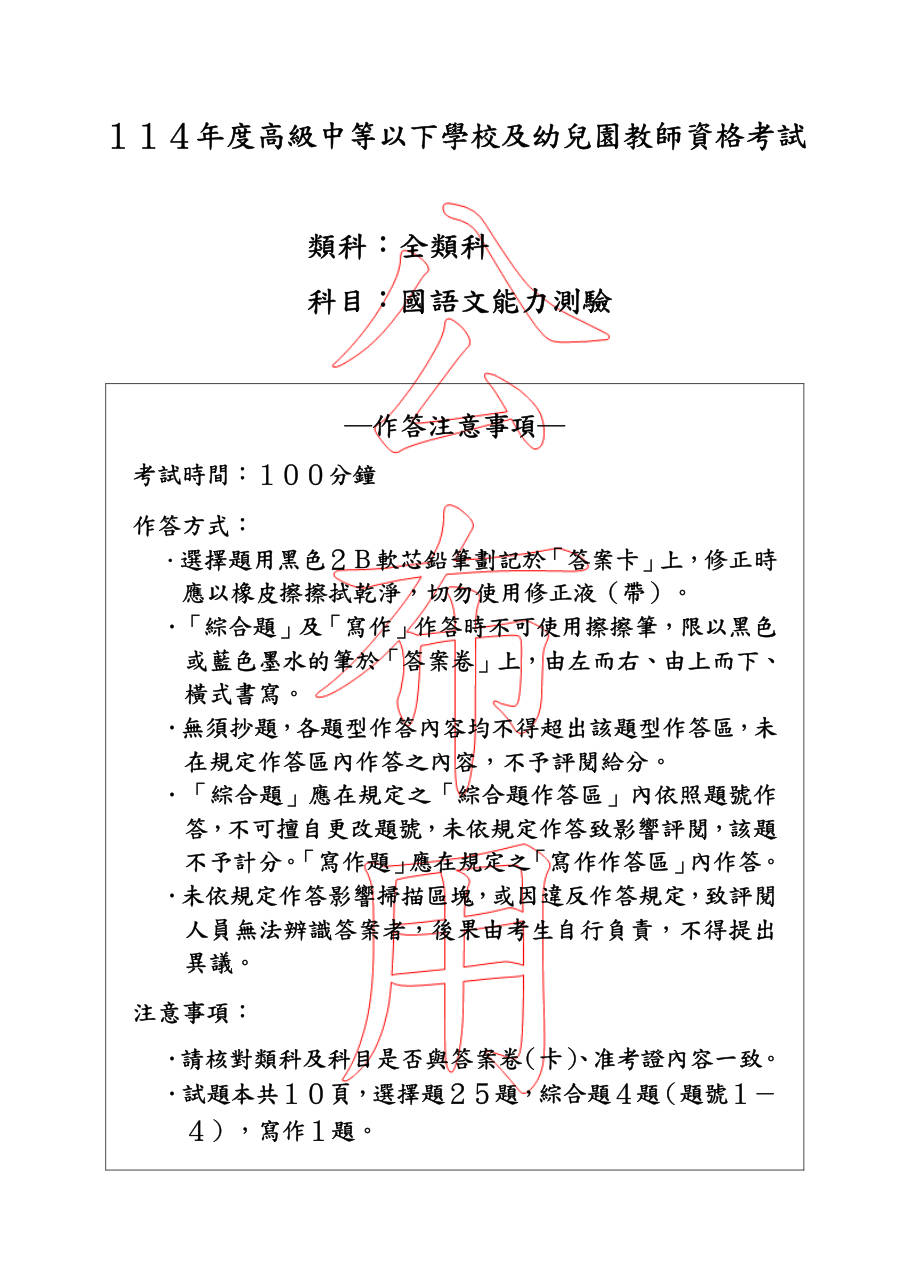 114年度高級中等以下學校及幼兒園教師資格考試
類科：全類科
科目：國語文能力測驗
—作答注意事項—
考試時間：100分鐘
作答方式：
·選擇題用黑色2B軟芯鉛筆劃記於「答案卡」上，修正時
應以橡皮擦擦拭乾淨，切勿使用修正液（帶）。
·「綜合題」及「寫作」作答時不可使用擦擦筆，限以黑色
或藍色墨水的筆於「答案卷」上，由左而右、由上而下、
橫式書寫。
·無須抄題，各題型作答內容均不得超出該題型作答區，未
在規定作答區內作答之內容，不予評閱給分。
·「綜合題」應在規定之「綜合題作答區」內依照題號作
答，不可擅自更改題號，未依規定作答致影響評閱，該題
不予計分。「寫作題」應在規定之「寫作作答區」內作答。
·未依規定作答影響掃描區塊，或因違反作答規定，致評閱
人員無法辨識答案者，後果由考生自行負責，不得提出
異議。
注意事項：
·請核對類科及科目是否與答案卷（卡）、准考證內容一致。
·試題本共10頁，選擇題25題，綜合題4題（題號1－
4），寫作1題。
公布用